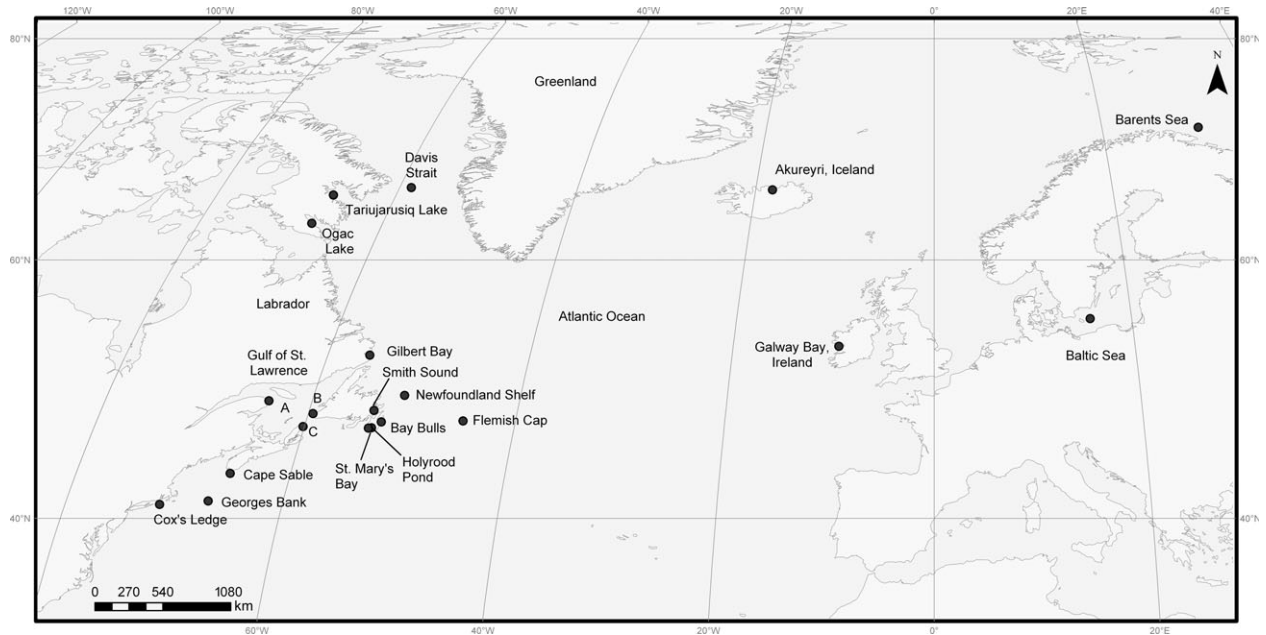 120°W
100°W
80°W
60°W
40°W
20°W
0°
20°E
40°E
80°N
80°N
N
Greenland
Barents Sea
Davis
Strait
Akureyri, Iceland
Tariujarusiq Lake
Ogac
Lake
60°N
60°N
Labrador
Atlantic Ocean
Galway Bay,
Ireland
Baltic Sea
Gulf of St.
Lawrence
Gilbert Bay
Smith Sound
A
B
C
Newfoundland Shelf
Flemish Cap
Bay Bulls
St. Mary's
Bay
Holyrood
Pond
Cape Sable
Georges Bank
Cox's Ledge
40°N
40°N
0 270 540 1080
km
60°W
40°W
20°W
0°
20°E